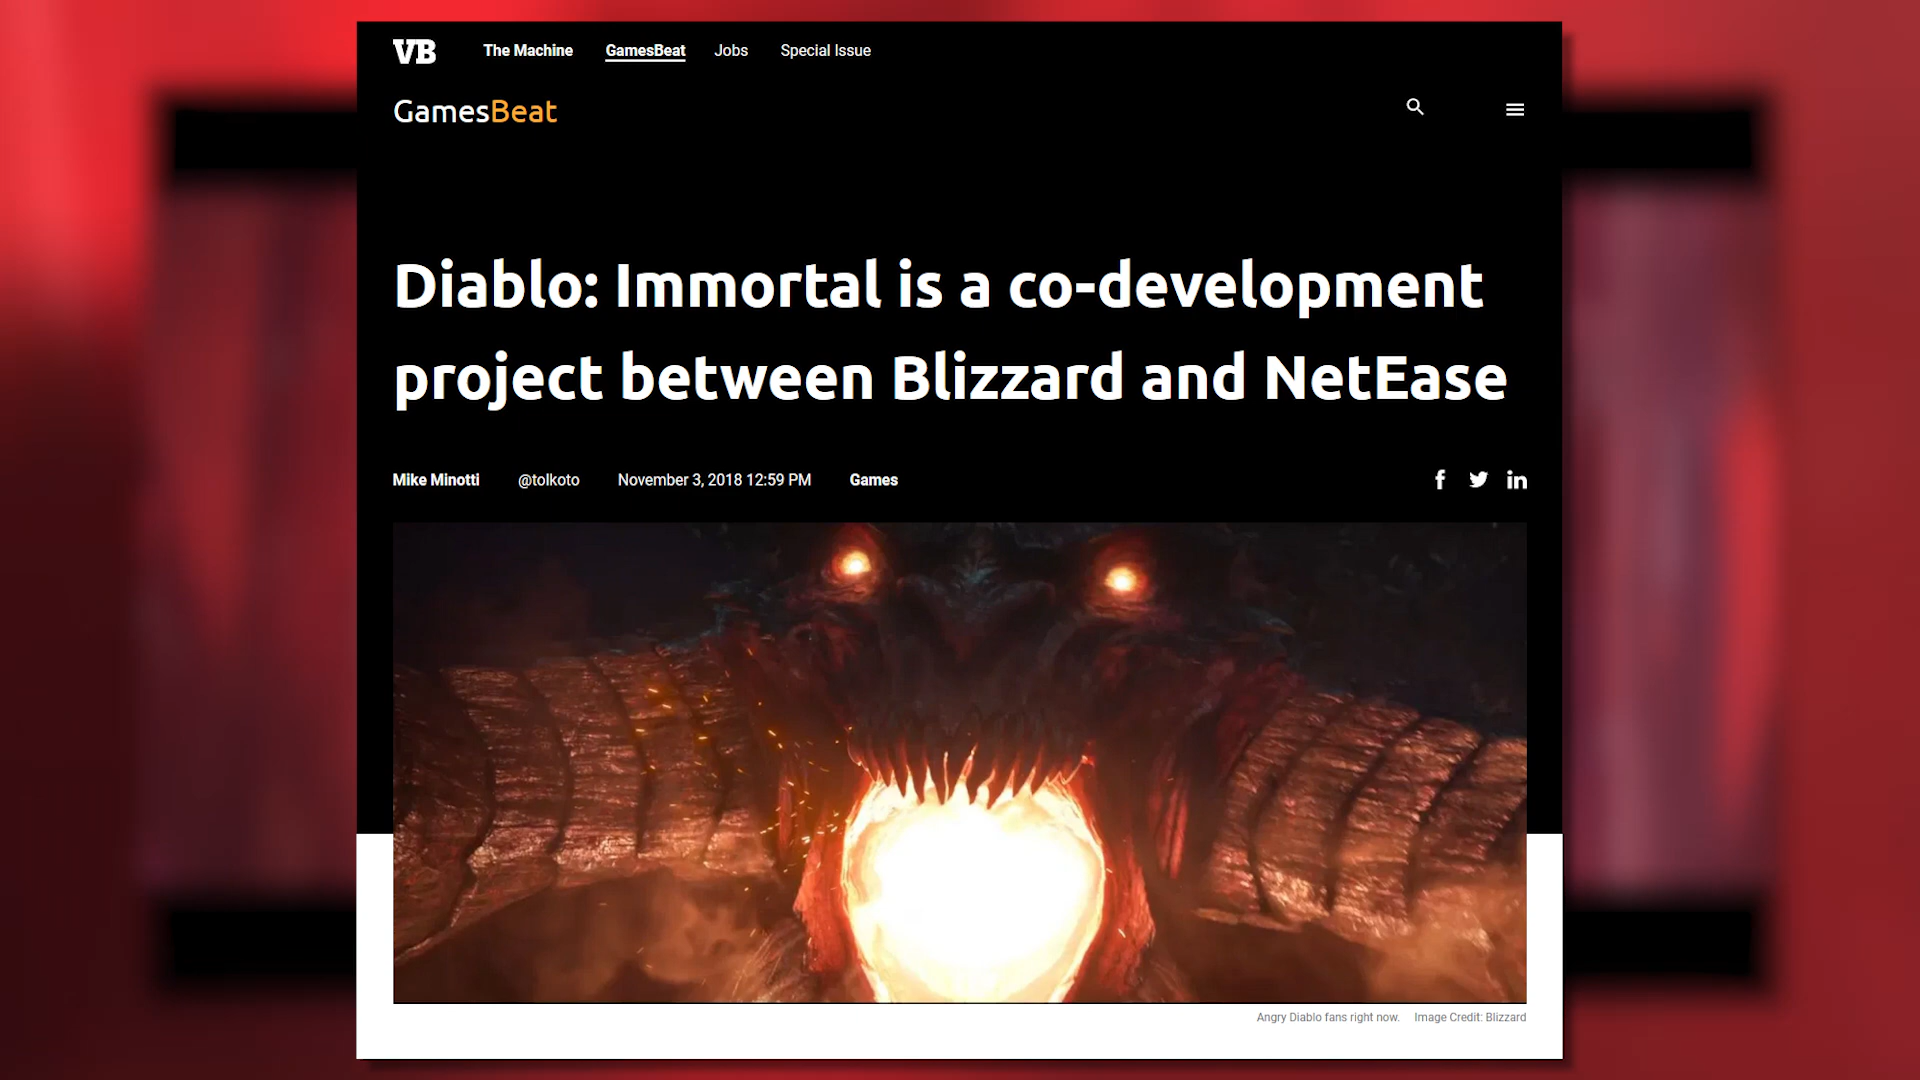 VB The Machine GamesBeat Jobs Special Issue
GamesBeat
Diablo: Immortal is a co-development
project between Blizzard and NetEase
Mike Minotti @tolkoto November 3, 2018 12:59 PM Games
Angry Diablo fans right now. Image Credit: Blizzard